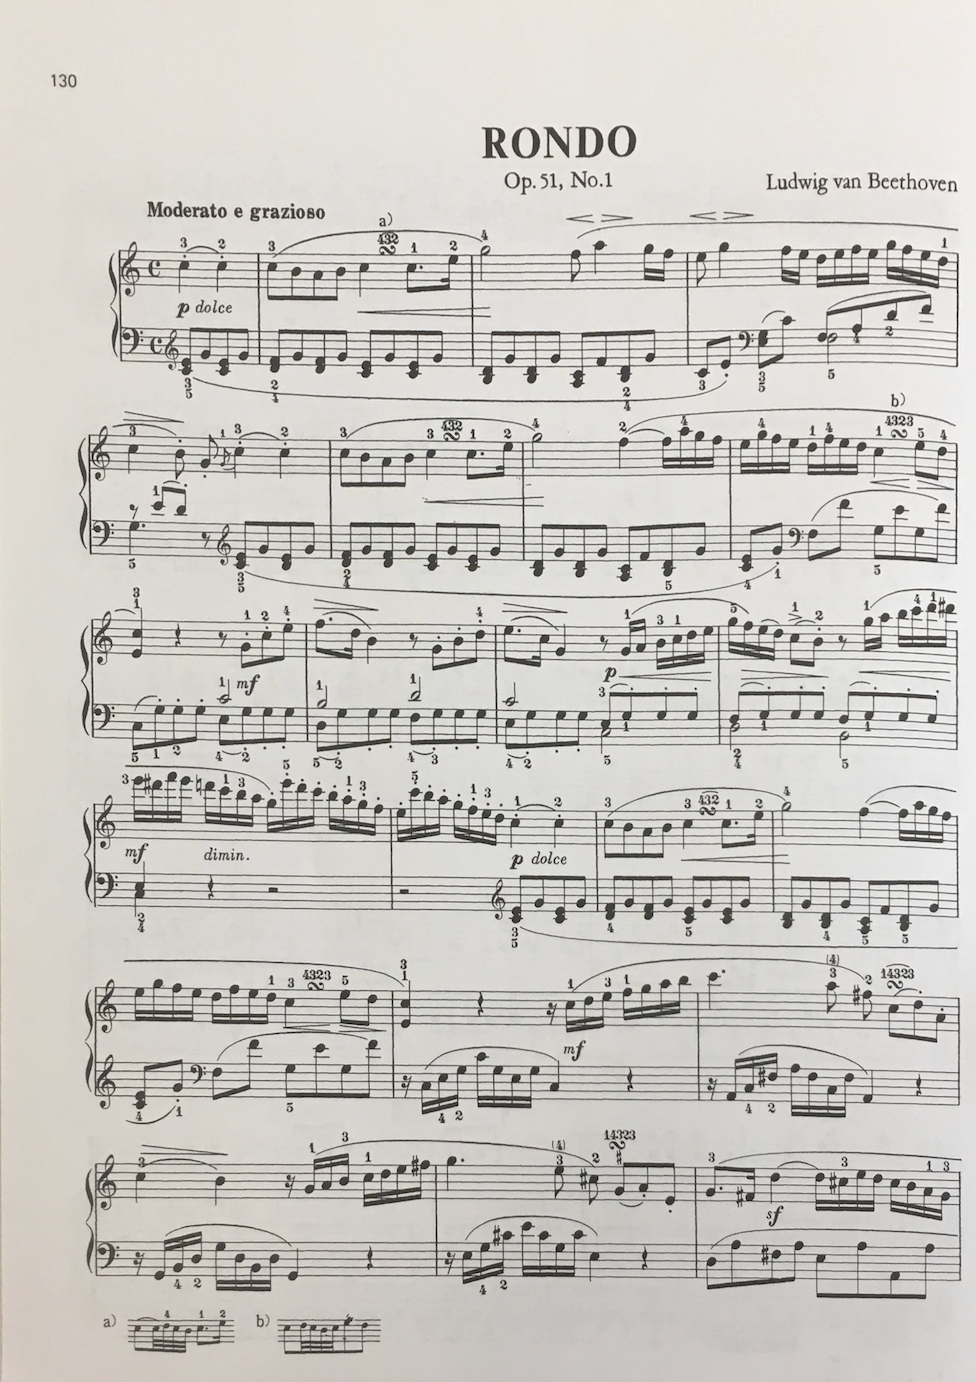 130
RONDO
Op. 51, No.1
Ludwig van Beethoven
Moderato e grazioso
a)
p dolce
b)
mf
p
mf
dimin.
p dolce
mf
sf
a)
b)